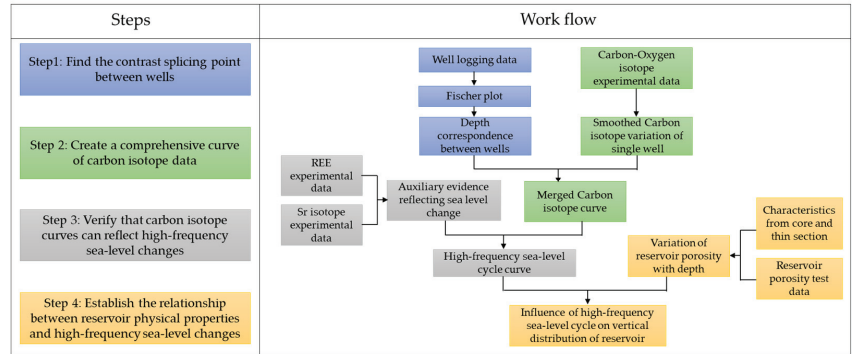 Steps
Work flow
Step1: Find the contrast splicing point
between wells
Step 2: Create a comprehensive curve
of carbon isotope data
Step 3: Verify that carbon isotope
curves can reflect high-frequency
sea-level changes
Step 4: Establish the relationship
between reservoir physical properties
and high-frequency sea-level changes
Well logging data
Fischer plot
Depth
correspondence
between wells
Carbon-Oxygen
isotope
experimental data
Smoothed Carbon
isotope variation of
single well
REE
experimental
data
Sr isotope
experimental
data
Auxiliary evidence
reflecting sea level
change
Merged Carbon
isotope curve
High-frequency sea-level
cycle curve
Variation of
reservoir porosity
with depth
Characteristics
from core and
thin section
Reservoir
porosity test
data
Influence of high-frequency
sea-level cycle on vertical
distribution of reservoir